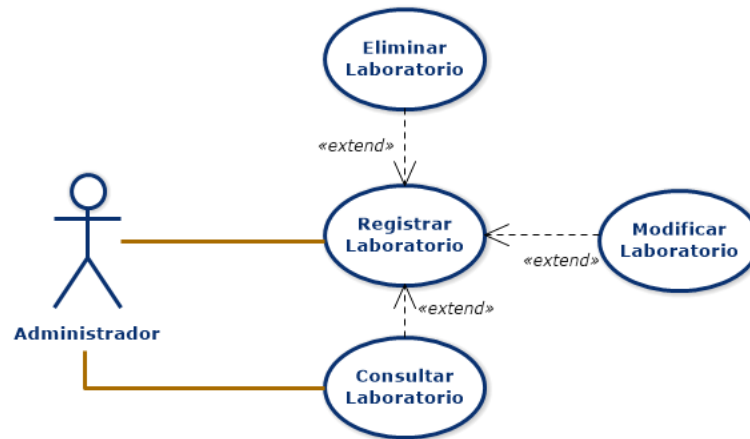 Eliminar
Laboratorio
«extend»
Registrar
Laboratorio
Modificar
Laboratorio
«extend»
«extend»
Administrador
Consultar
Laboratorio